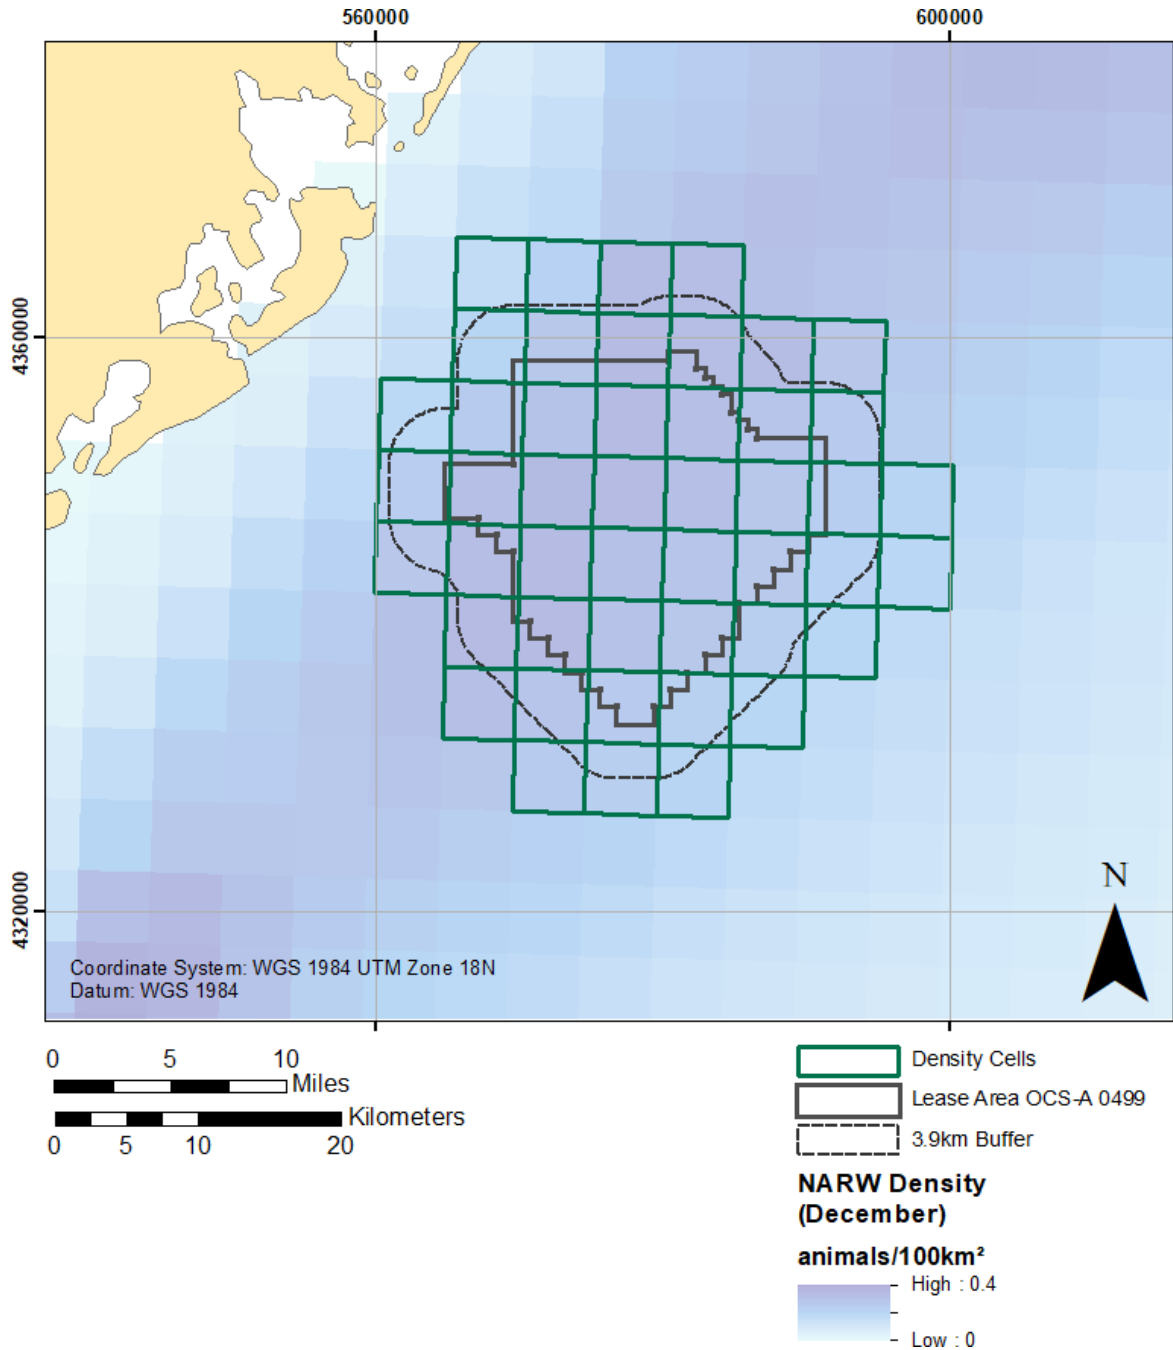 560000
600000
4360000
4320000
N
Coordinate System: WGS 1984 UTM Zone 18N
Datum: WGS 1984
0 5 10
Miles
Kilometers
0 5 10 20
Density Cells
Lease Area OCS-A 0499
3.9km Buffer
NARW Density
(December)
animals/100km²
High : 0.4
Low : 0